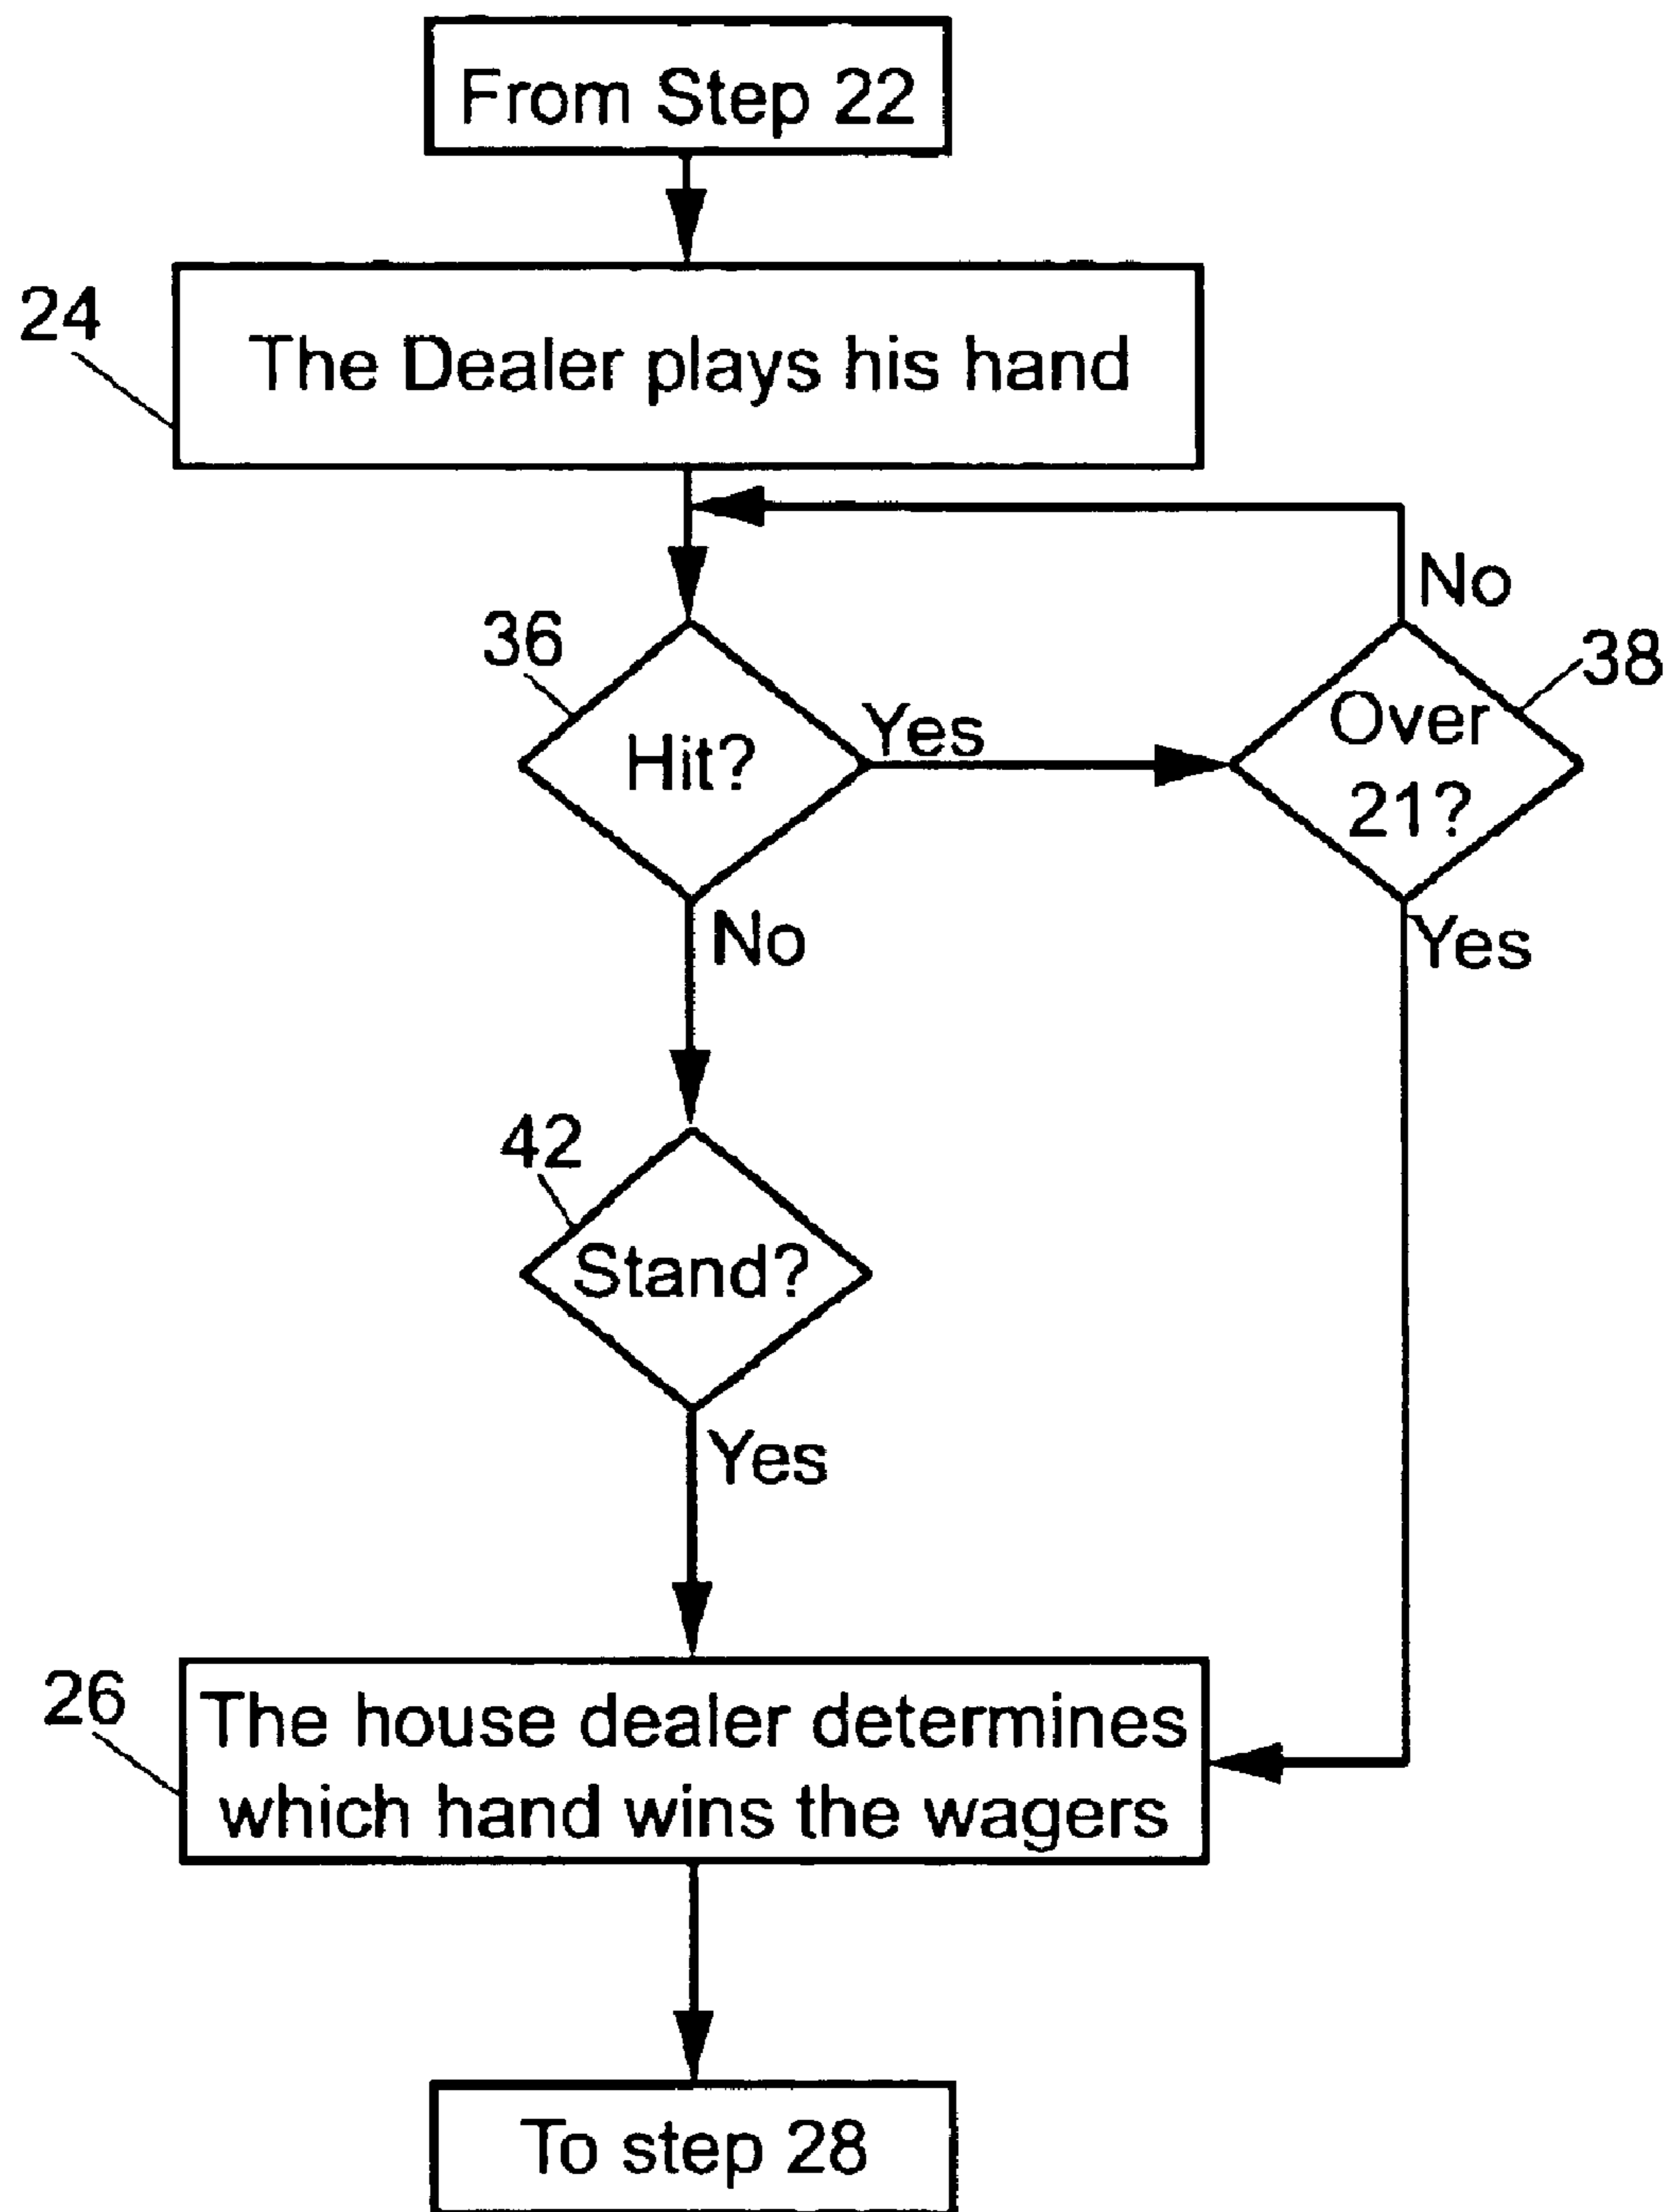 From Step 22
24
The Dealer plays his hand
No
36
38
Hit?
Yes
Over
21?
No
Yes
42
Stand?
Yes
26
The house dealer determines
which hand wins the wagers
To step 28